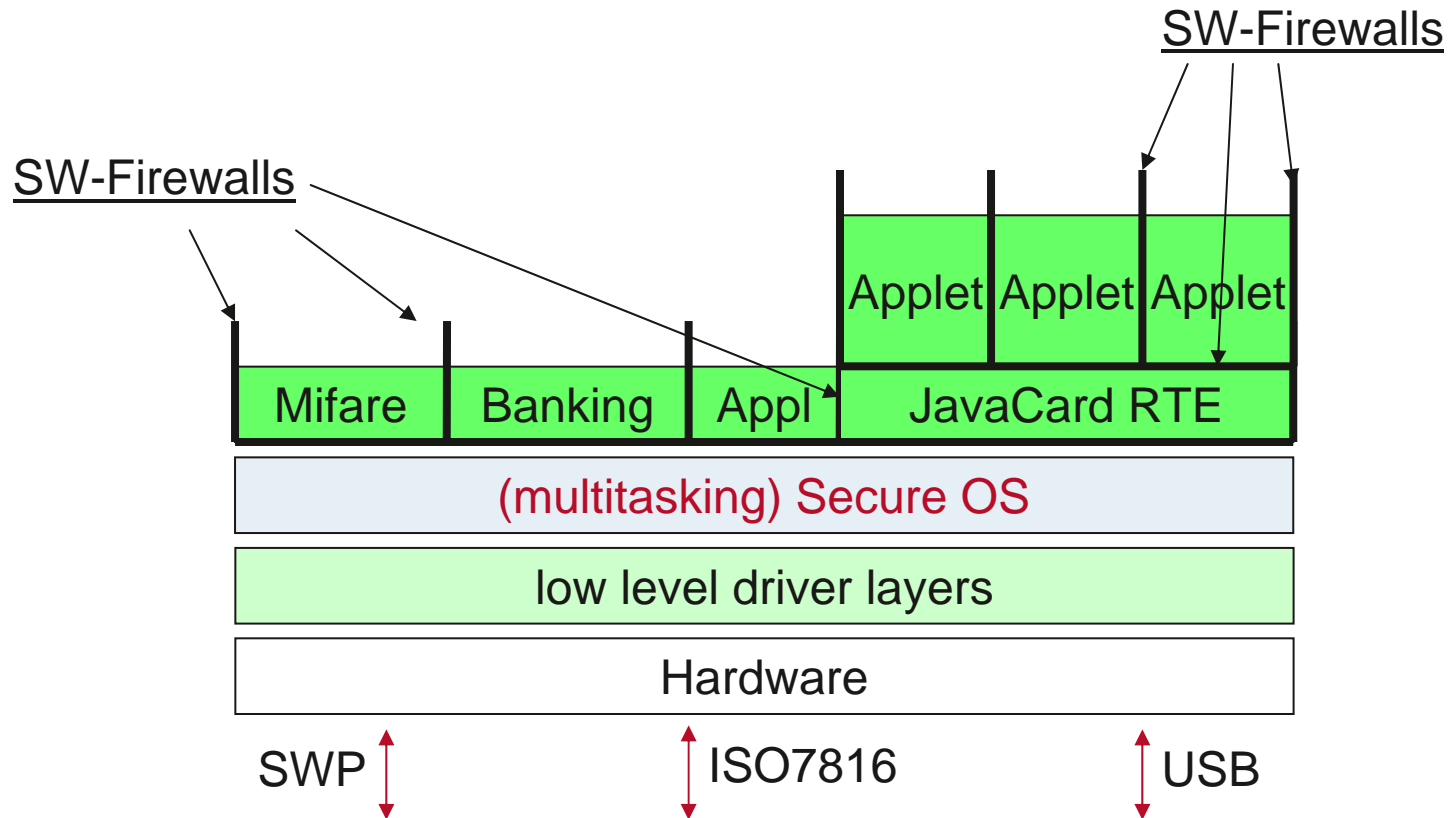 SW-Firewalls
SW-Firewalls
Applet Applet Applet
Mifare Banking Appl JavaCard RTE
(multitasking) Secure OS
low level driver layers
Hardware
SWP ISO7816 USB